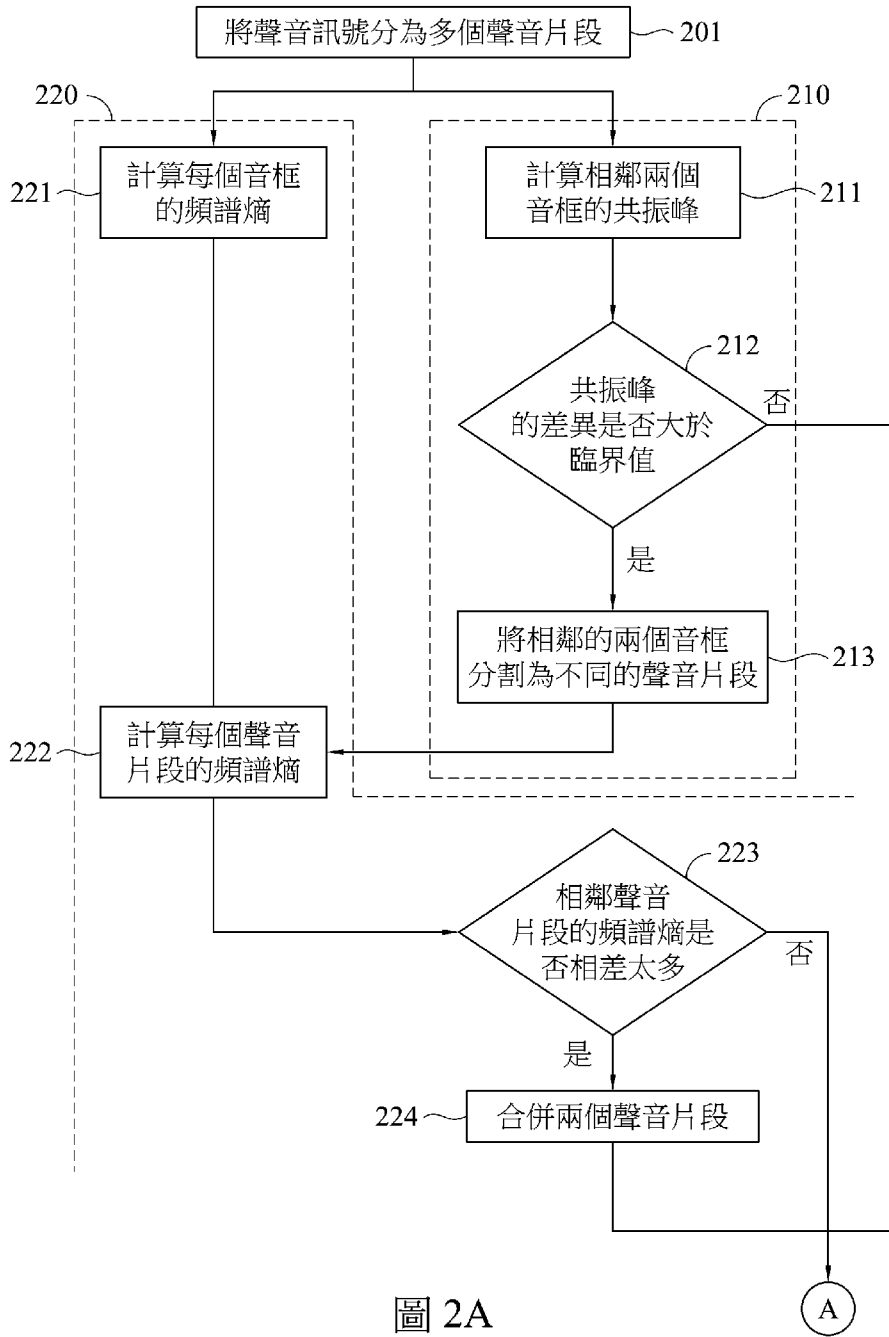 將聲音訊號分為多個聲音片段
201
220
210
221
計算每個音框
的頻譜熵
計算相鄰兩個
音框的共振峰
211
212
共振峰
的差異是否大於
臨界值
否
是
將相鄰的兩個音框
分割為不同的聲音片段
213
222
計算每個聲音
片段的頻譜熵
223
相鄰聲音
片段的頻譜熵是
否相差太多
否
是
224
合併兩個聲音片段
圖 2A
A